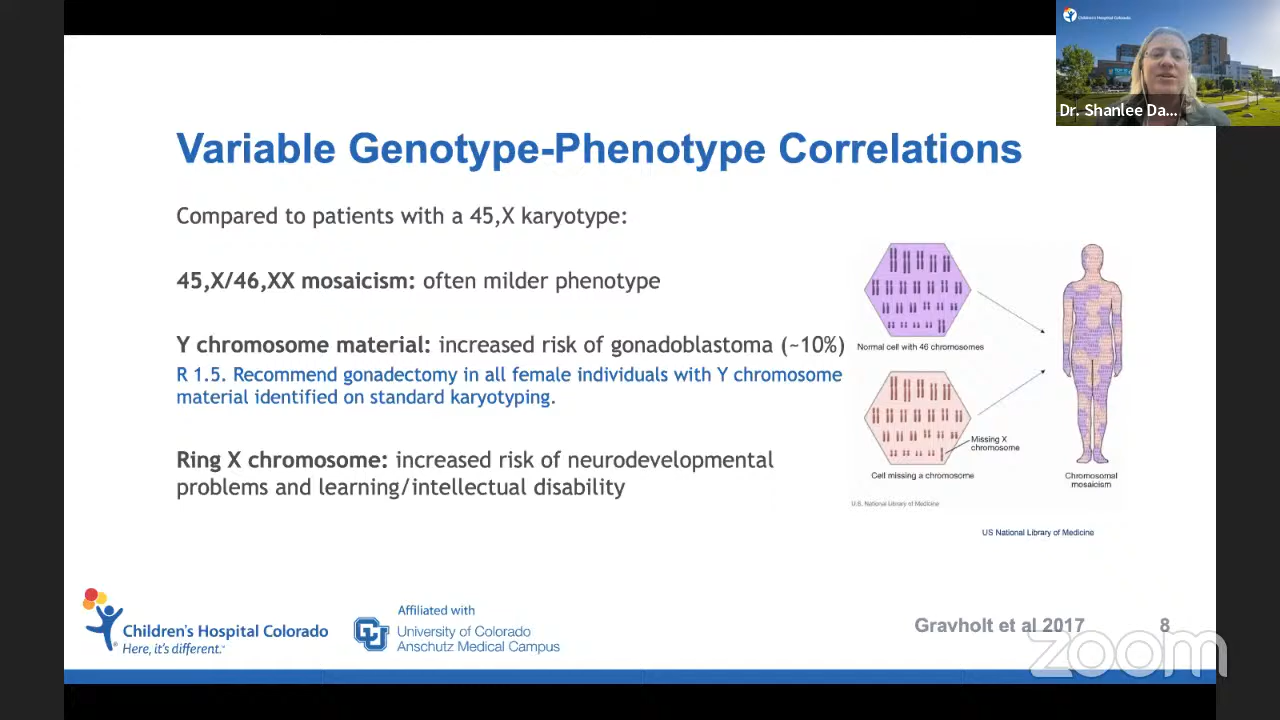 Children's Hospital Colorado
Dr. Shanlee Da...
Variable Genotype-Phenotype Correlations
Compared to patients with a 45,X karyotype:
45,X/46,XX mosaicism: often milder phenotype
Y chromosome material: increased risk of gonadoblastoma (~10%)
R 1.5. Recommend gonadectomy in all female individuals with Y chromosome
material identified on standard karyotyping.
Ring X chromosome: increased risk of neurodevelopmental
problems and learning/intellectual disability
Normal cell with 46 chromosomes
Missing X
chromosome
Cell missing a chromosome
Chromosomal
mosaicism
U.S. National Library of Medicine
US National Library of Medicine
Children's Hospital Colorado
Here, it's different.™
Affiliated with
University of Colorado
Anschutz Medical Campus
Gravholt et al 2017
8
zoom